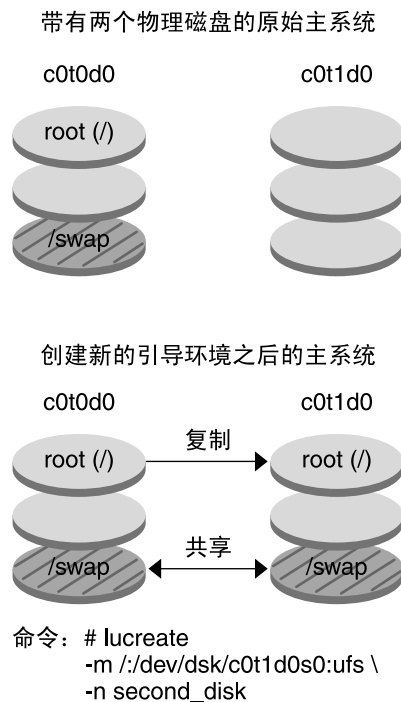 带有两个物理磁盘的原始主系统
c0t0d0 c0t1d0
root (/)
/swap
创建新的引导环境之后的主系统
c0t0d0 c0t1d0
root (/) 复制 root (/)
/swap 共享 /swap
命令：# lucreate
-m /:/dev/dsk/c0t1d0s0:ufs \
-n second_disk